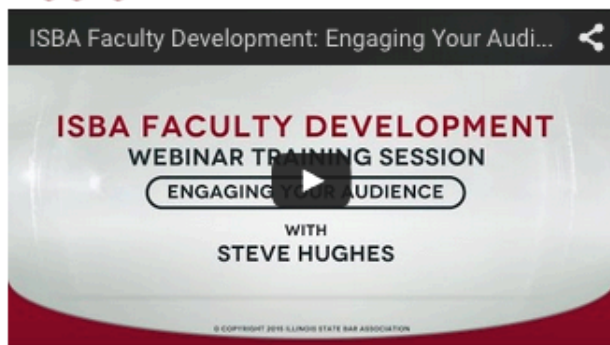 ISBA Faculty Development: Engaging Your Audi...
ISBA FACULTY DEVELOPMENT
WEBINAR TRAINING SESSION
ENGAGING YOUR AUDIENCE
WITH
STEVE HUGHES
© COPYRIGHT 2015 ILLINOIS STATE BAR ASSOCIATION